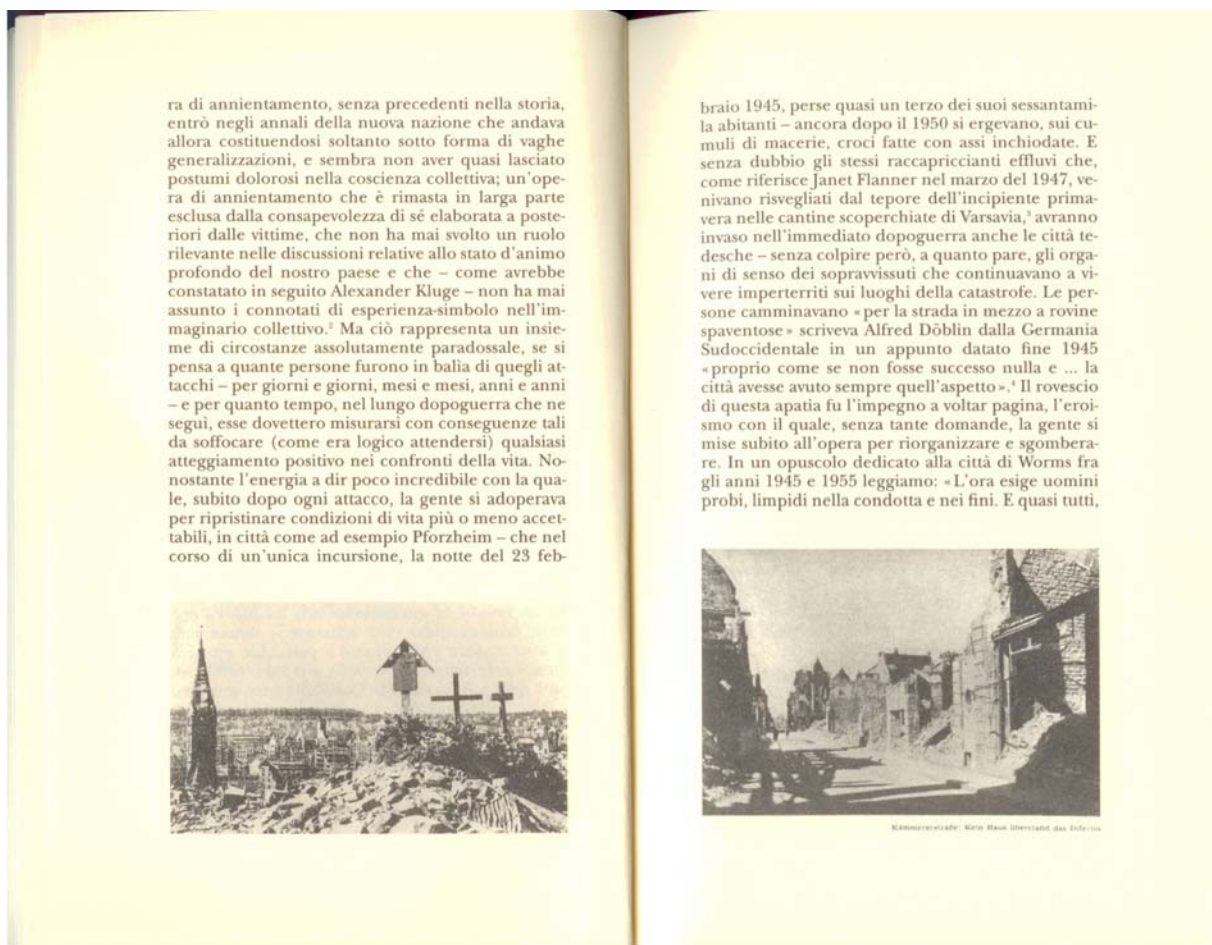 ra di annientamento, senza precedenti nella storia,
entrò negli annali della nuova nazione che andava
allora costituendosi soltanto sotto forma di vaghe
generalizzazioni, e sembra non aver quasi lasciato
postumi dolorosi nella coscienza collettiva; un'ope-
ra di annientamento che è rimasta in larga parte
esclusa dalla consapevolezza di sé elaborata a poste-
riori dalle vittime, che non ha mai svolto un ruolo
rilevante nelle discussioni relative allo stato d'animo
profondo del nostro paese e che – come avrebbe
constatato in seguito Alexander Kluge – non ha mai
assunto i connotati di esperienza-simbolo nell'im-
maginario collettivo.² Ma ciò rappresenta un insie-
me di circostanze assolutamente paradossale, se si
pensa a quante persone furono in balìa di quegli at-
tacchi – per giorni e giorni, mesi e mesi, anni e anni
– e per quanto tempo, nel lungo dopoguerra che ne
seguì, esse dovettero misurarsi con conseguenze tali
da soffocare (come era logico attendersi) qualsiasi
atteggiamento positivo nei confronti della vita. No-
nostante l'energia a dir poco incredibile con la qua-
le, subito dopo ogni attacco, la gente si adoperava
per ripristinare condizioni di vita più o meno accet-
tabili, in città come ad esempio Pforzheim – che nel
corso di un'unica incursione, la notte del 23 feb-
braio 1945, perse quasi un terzo dei suoi sessantami-
la abitanti – ancora dopo il 1950 si ergevano, sui cu-
muli di macerie, croci fatte con assi inchiodate. E
senza dubbio gli stessi raccapriccianti effluvi che,
come riferisce Janet Flanner nel marzo del 1947, ve-
nivano risvegliati dal tepore dell'incipiente prima-
vera nelle cantine scoperchiate di Varsavia,³ avranno
invaso nell'immediato dopoguerra anche le città te-
desche – senza colpire però, a quanto pare, gli orga-
ni di senso dei sopravvissuti che continuavano a vi-
vere imperterriti sui luoghi della catastrofe. Le per-
sone camminavano «per la strada in mezzo a rovine
spaventose» scriveva Alfred Döblin dalla Germania
Sudoccidentale in un appunto datato fine 1945
«proprio come se non fosse successo nulla e ... la
città avesse avuto sempre quell'aspetto».⁴ Il rovescio
di questa apatia fu l'impegno a voltar pagina, l'eroi-
smo con il quale, senza tante domande, la gente si
mise subito all'opera per riorganizzare e sgombera-
re. In un opuscolo dedicato alla città di Worms fra
gli anni 1945 e 1955 leggiamo: «L'ora esige uomini
probi, limpidi nella condotta e nei fini. E quasi tutti,
Kämmererstraße: Kein Haus überstand das Inferno